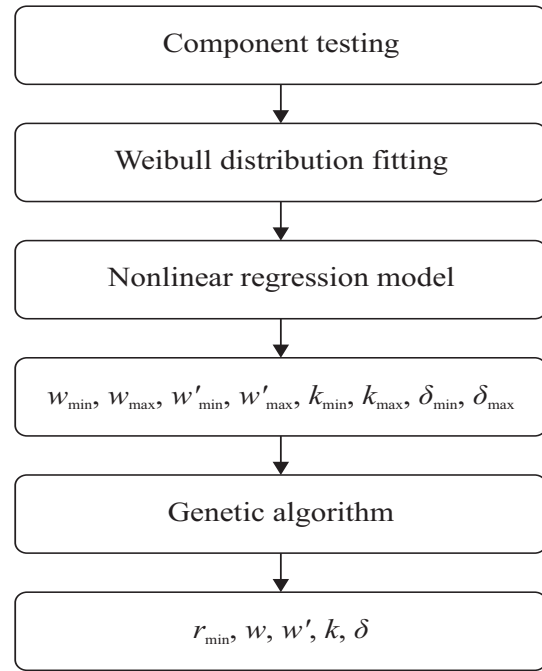 Component testing
Weibull distribution fitting
Nonlinear regression model
w_min, w_max, w'_min, w'_max, k_min, k_max, δ_min, δ_max
Genetic algorithm
r_min, w, w', k, δ